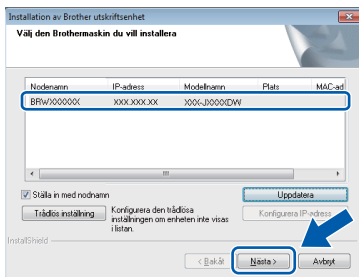 Installation av Brother utskriftsenhet
Välj den Brothermaskin du vill installera
Nodenamn IP-adress Modellnamn Plats MAC-ad
BRWXXXXXX XXX.XXX.XX XXX-JXXXXDW
Ställa in med nodnamn
Uppdatera
Trådlös inställning
Konfigurera den trådlösa
inställningen om enheten inte visas
i listan.
Konfigurera IP-adress
InstallShield
< Bakåt Nästa > Avbryt